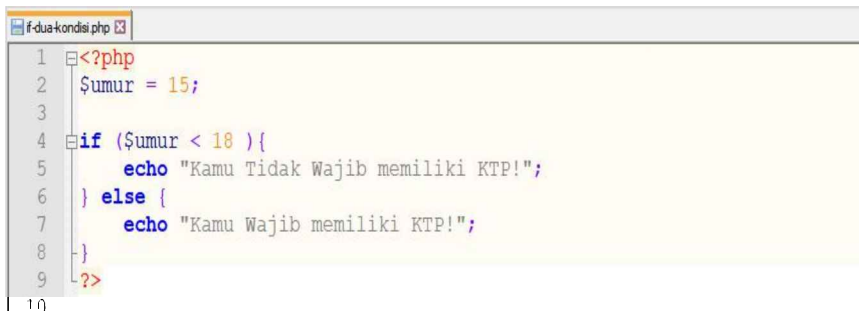 if-dua-kondisi.php
1 <?php
2 $umur = 15;
3
4 if ($umur < 18 ){
5 echo "Kamu Tidak Wajib memiliki KTP!";
6 } else {
7 echo "Kamu Wajib memiliki KTP!";
8 }
9 ?>
10